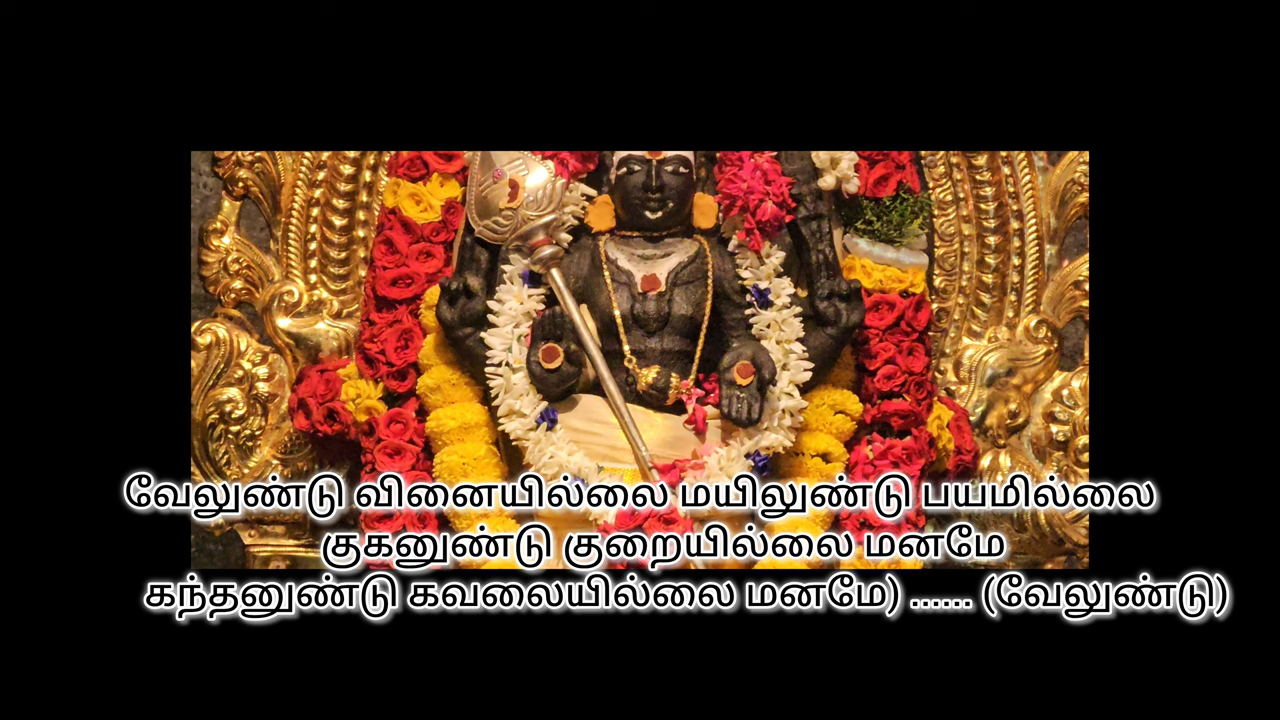 வேலுண்டு வினையில்லை மயிலுண்டு பயமில்லை
குகனுண்டு குறையில்லை மனமே
கந்தனுண்டு கவலையில்லை மனமே) ...... (வேலுண்டு)